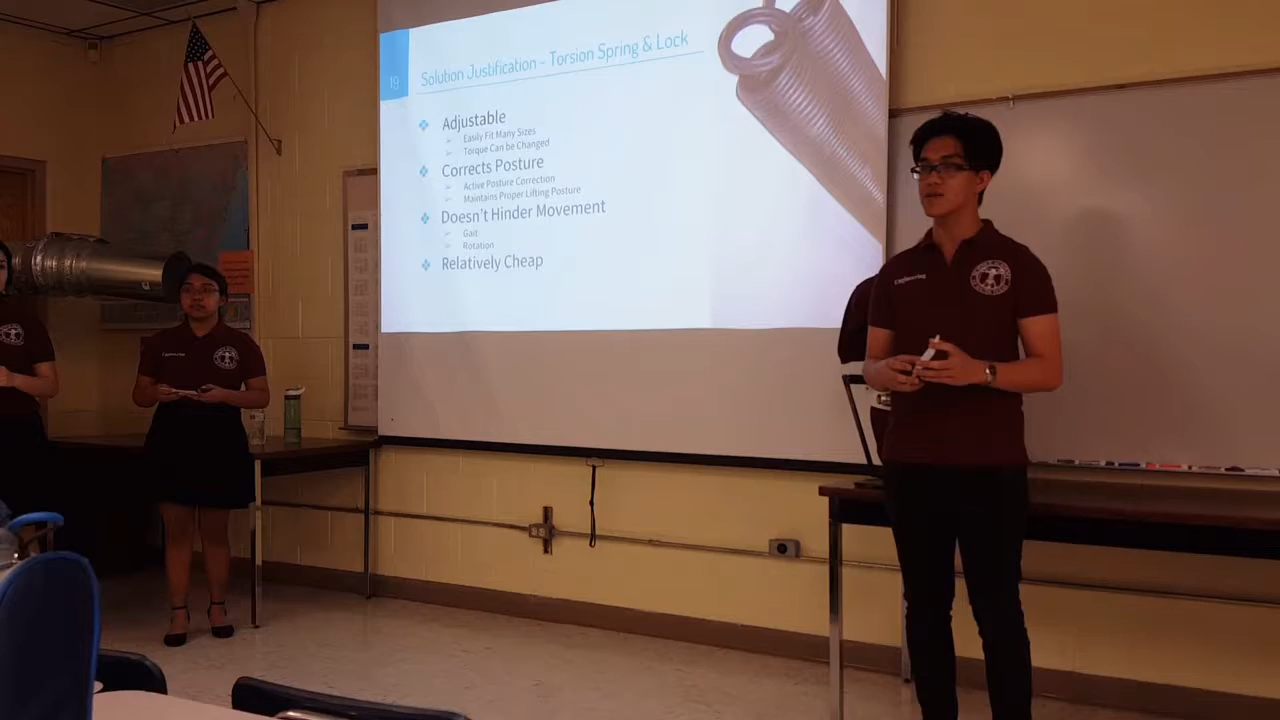 19
Solution Justification - Torsion Spring & Lock
Adjustable
Easily Fit Many Sizes
Torque Can be Changed
Corrects Posture
Active Posture Correction
Maintains Proper Lifting Posture
Doesn't Hinder Movement
Gait
Rotation
Relatively Cheap
Engineering